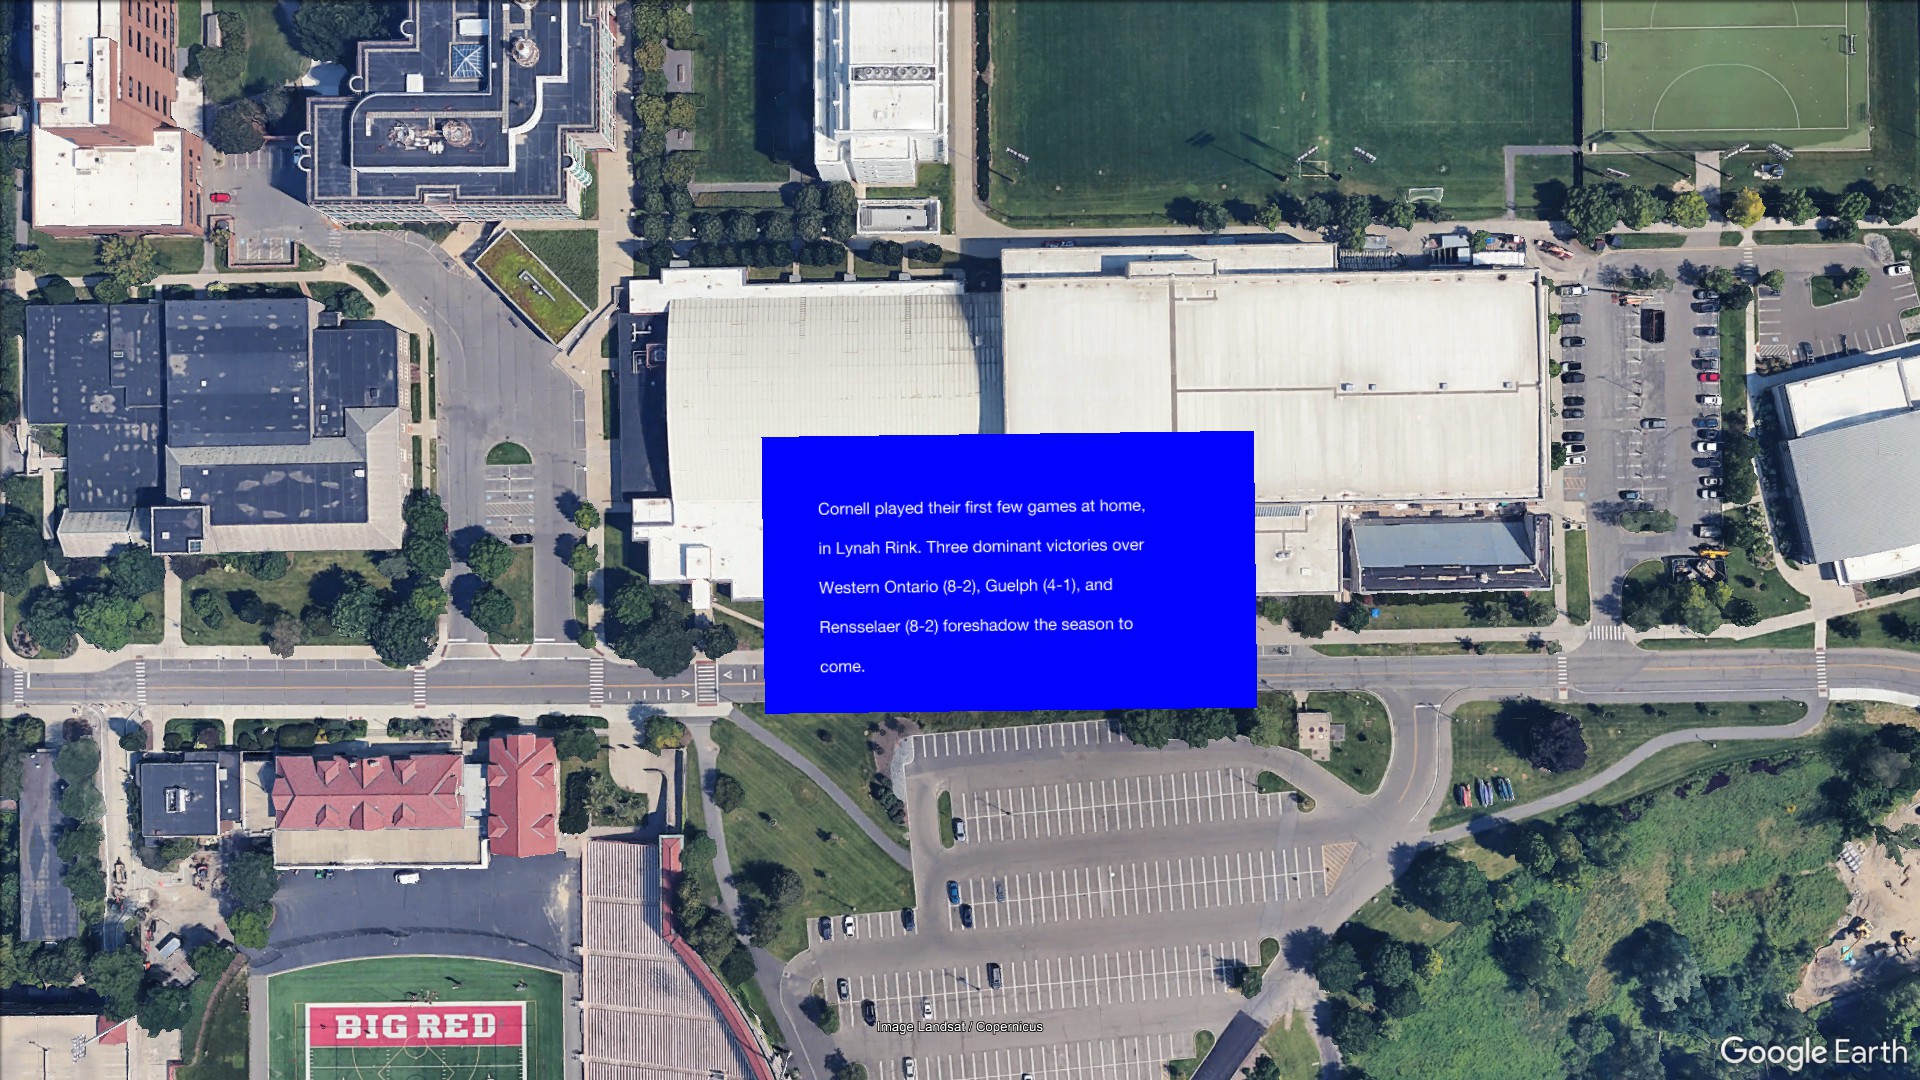 Cornell played their first few games at home,
in Lynah Rink. Three dominant victories over
Western Ontario (8-2), Guelph (4-1), and
Rensselaer (8-2) foreshadow the season to
come.
BIG RED
Image Landsat / Copernicus
Google Earth